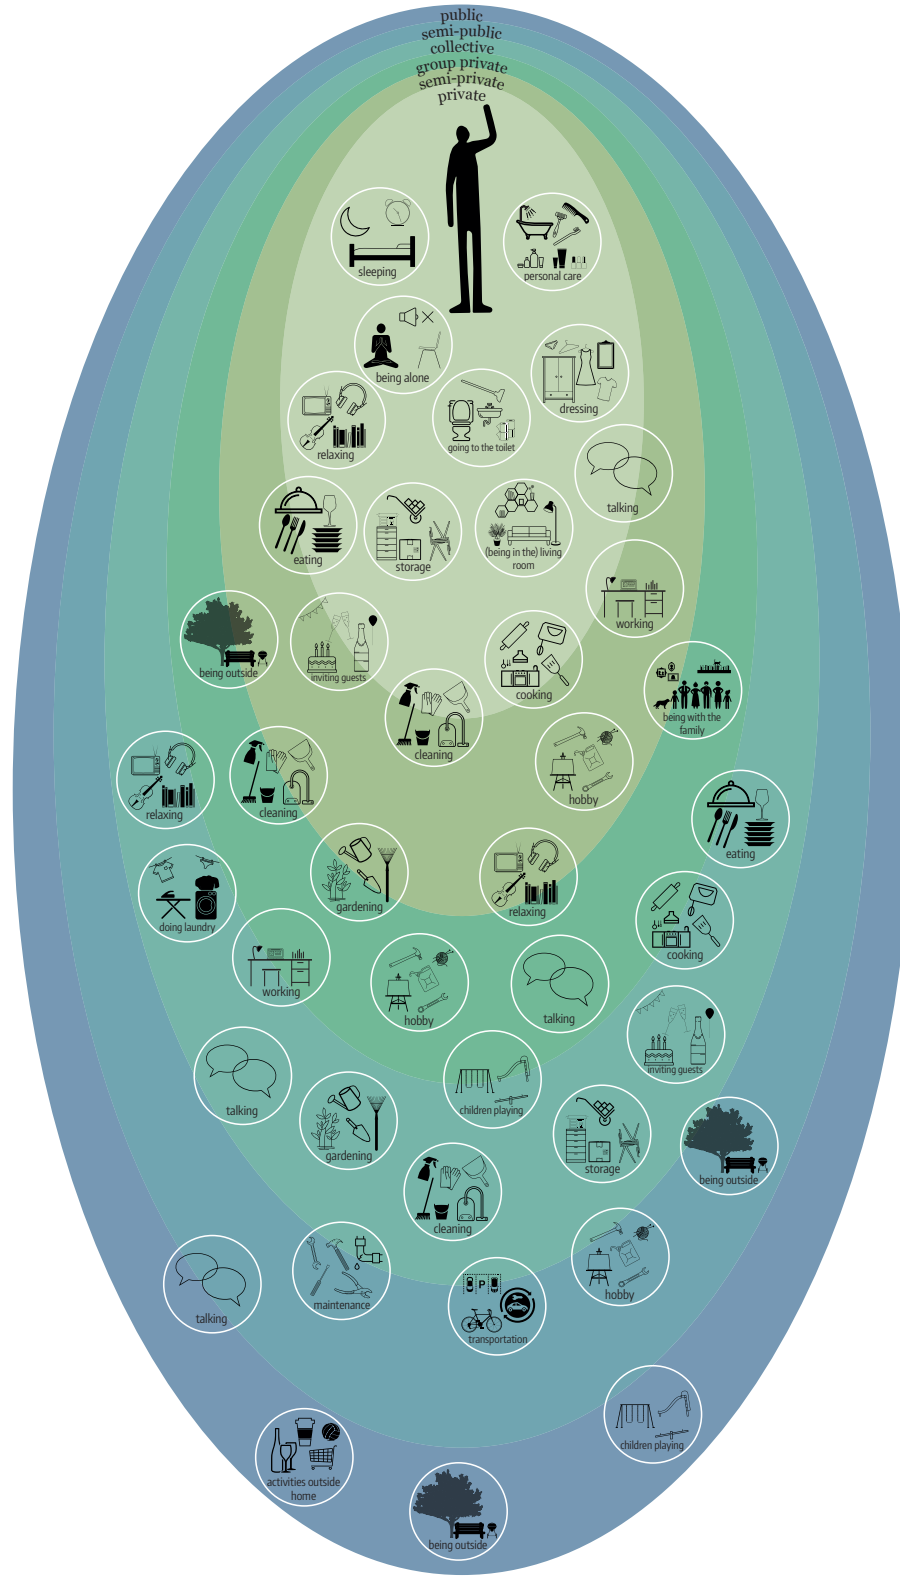 public
semi-public
collective
group private
semi-private
private
sleeping
personal care
being alone
dressing
relaxing
going to the toilet
talking
eating
storage
(being in the) living
room
working
being outside
inviting guests
cooking
being with the
family
cleaning
hobby
relaxing
cleaning
eating
gardening
relaxing
doing laundry
cooking
working
hobby
talking
inviting guests
talking
children playing
gardening
storage
being outside
cleaning
talking
maintenance
P
transportation
hobby
children playing
activities outside
home
being outside